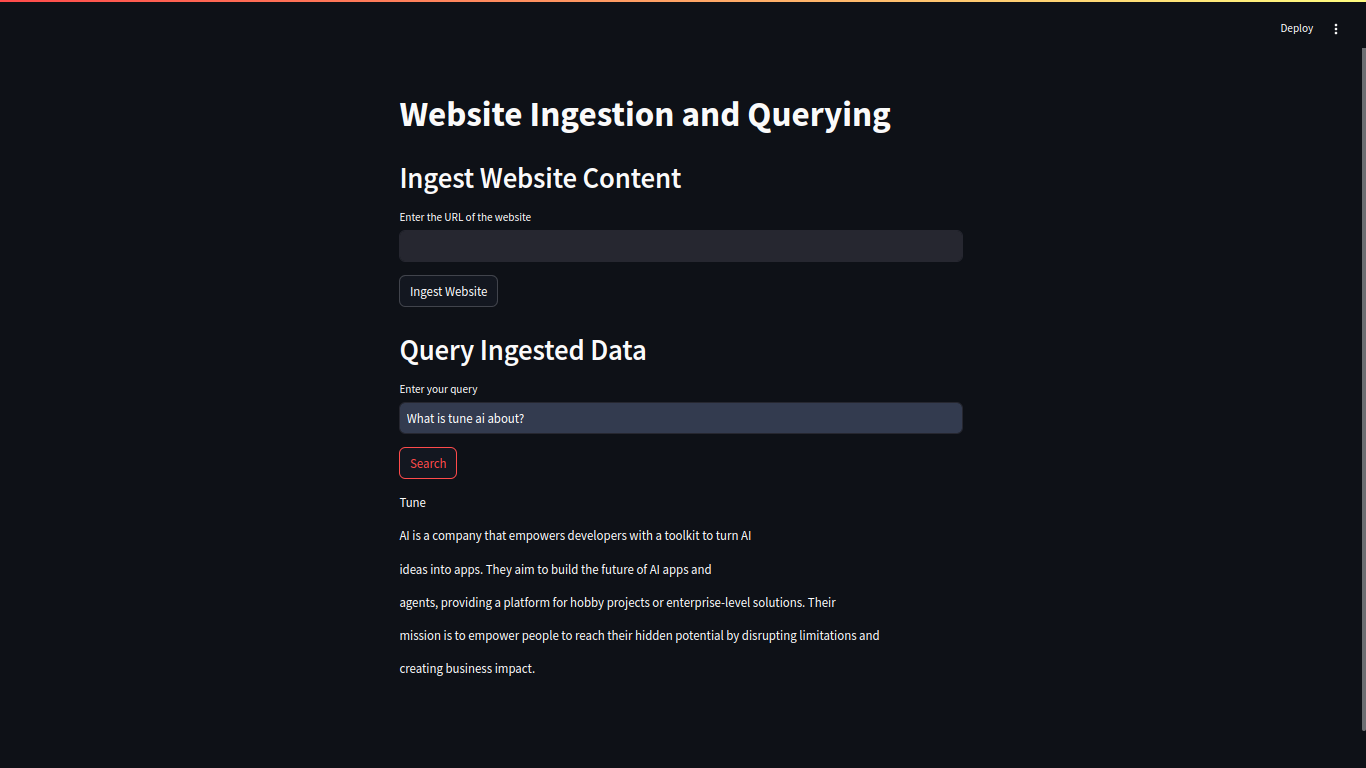 Deploy
Website Ingestion and Querying
Ingest Website Content
Enter the URL of the website
Ingest Website
Query Ingested Data
Enter your query
What is tune ai about?
Search
Tune
AI is a company that empowers developers with a toolkit to turn AI
ideas into apps. They aim to build the future of AI apps and
agents, providing a platform for hobby projects or enterprise-level solutions. Their
mission is to empower people to reach their hidden potential by disrupting limitations and
creating business impact.